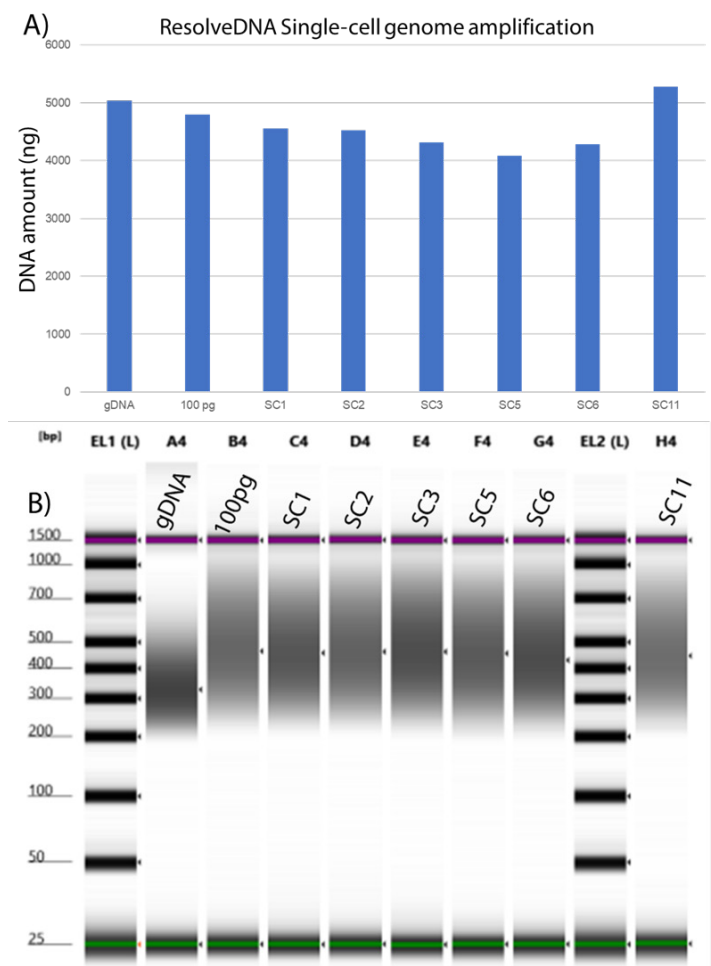 A)
ResolveDNA Single-cell genome amplification
DNA amount (ng)
6000
5000
4000
3000
2000
1000
0
gDNA 100 pg SC1 SC2 SC3 SC5 SC6 SC11
[bp] EL1 (L) A4 B4 C4 D4 E4 F4 G4 EL2 (L) H4
B)
gDNA 100pg SC1 SC2 SC3 SC5 SC6 SC11
1500
1000
700
500
400
300
200
100
50
25